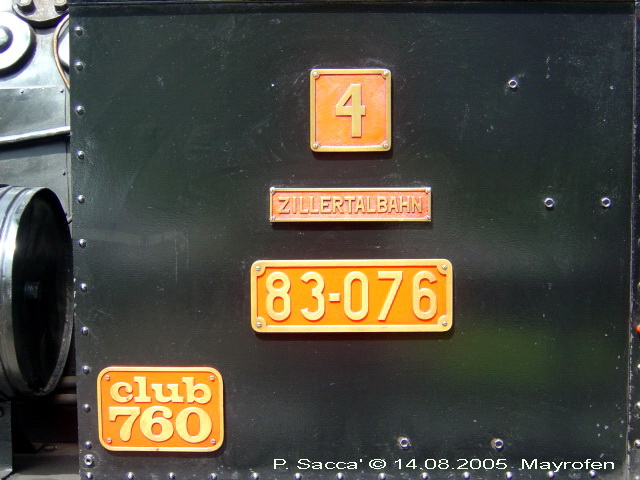 4
ZILLERTALBAHN
83-076
club
760
P. Sacca' © 14.08.2005 Mayrofen